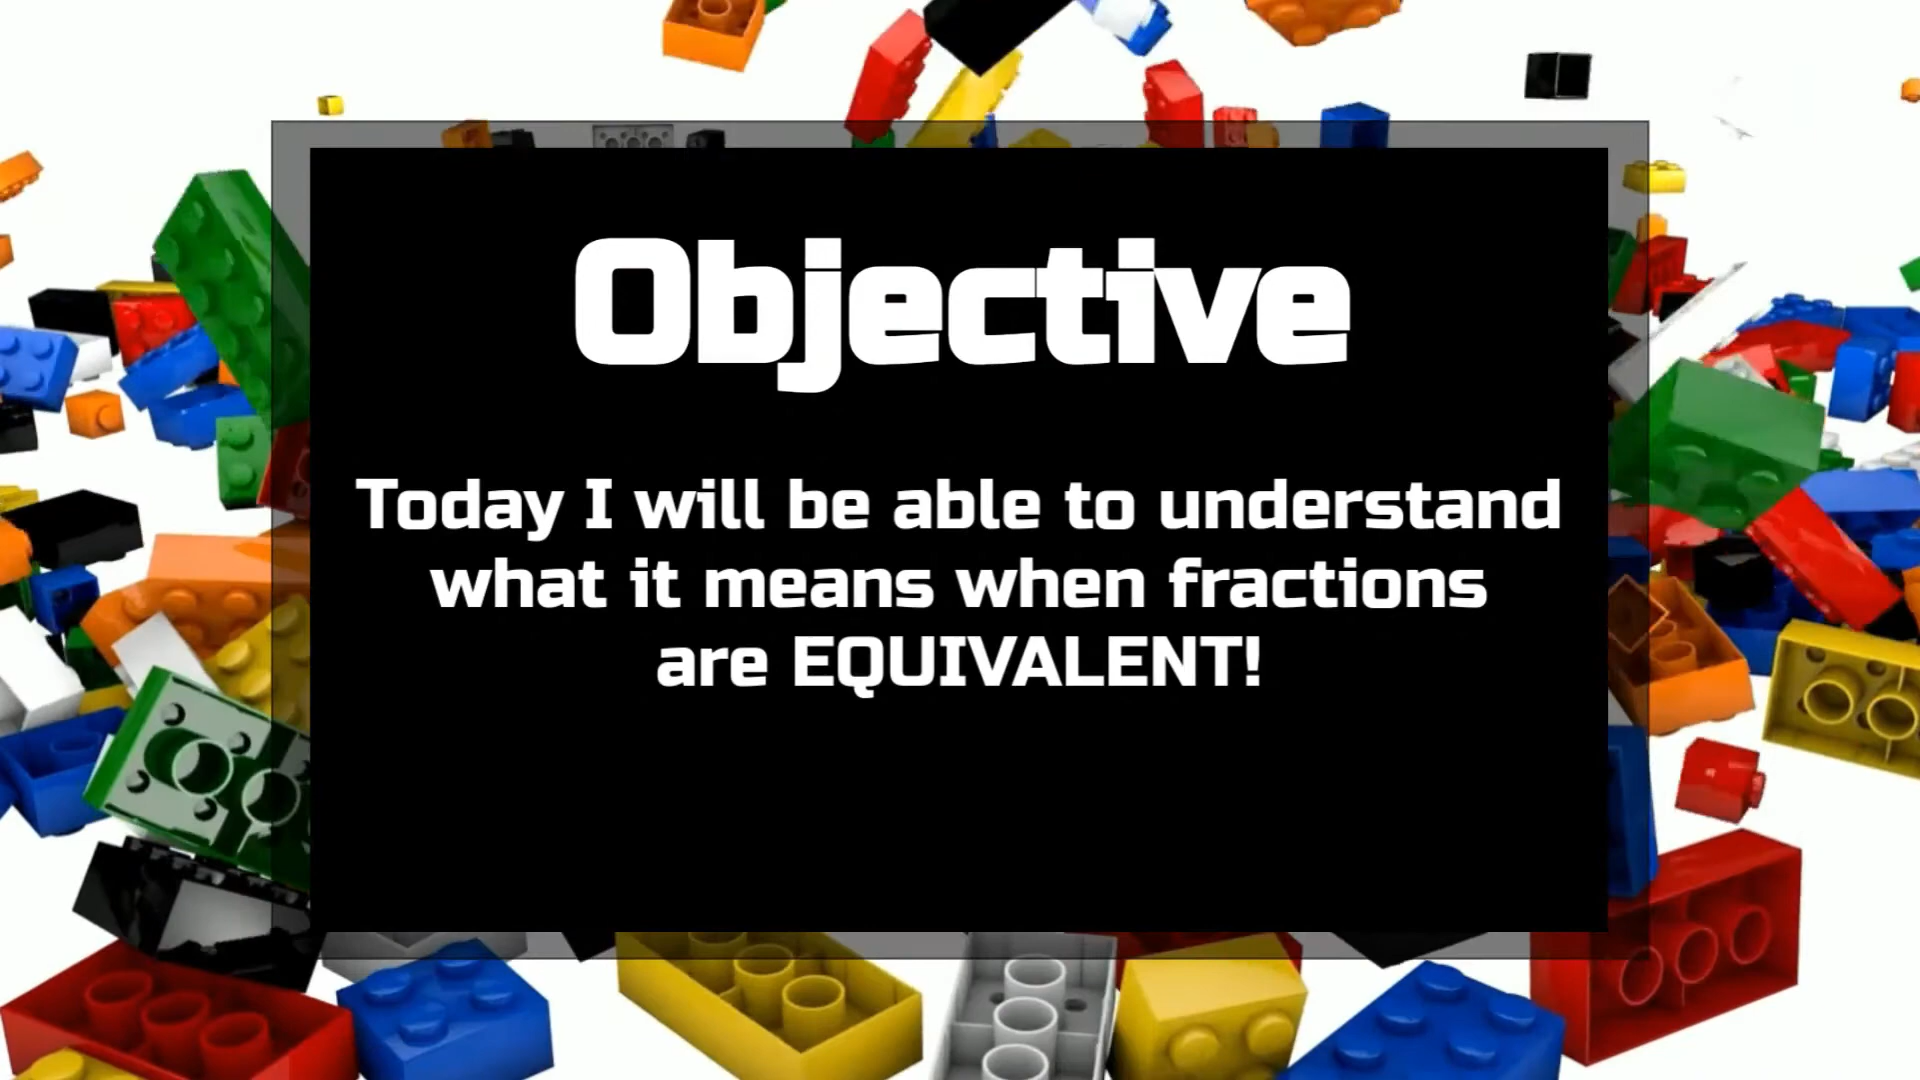 Objective
Today I will be able to understand
what it means when fractions
are EQUIVALENT!